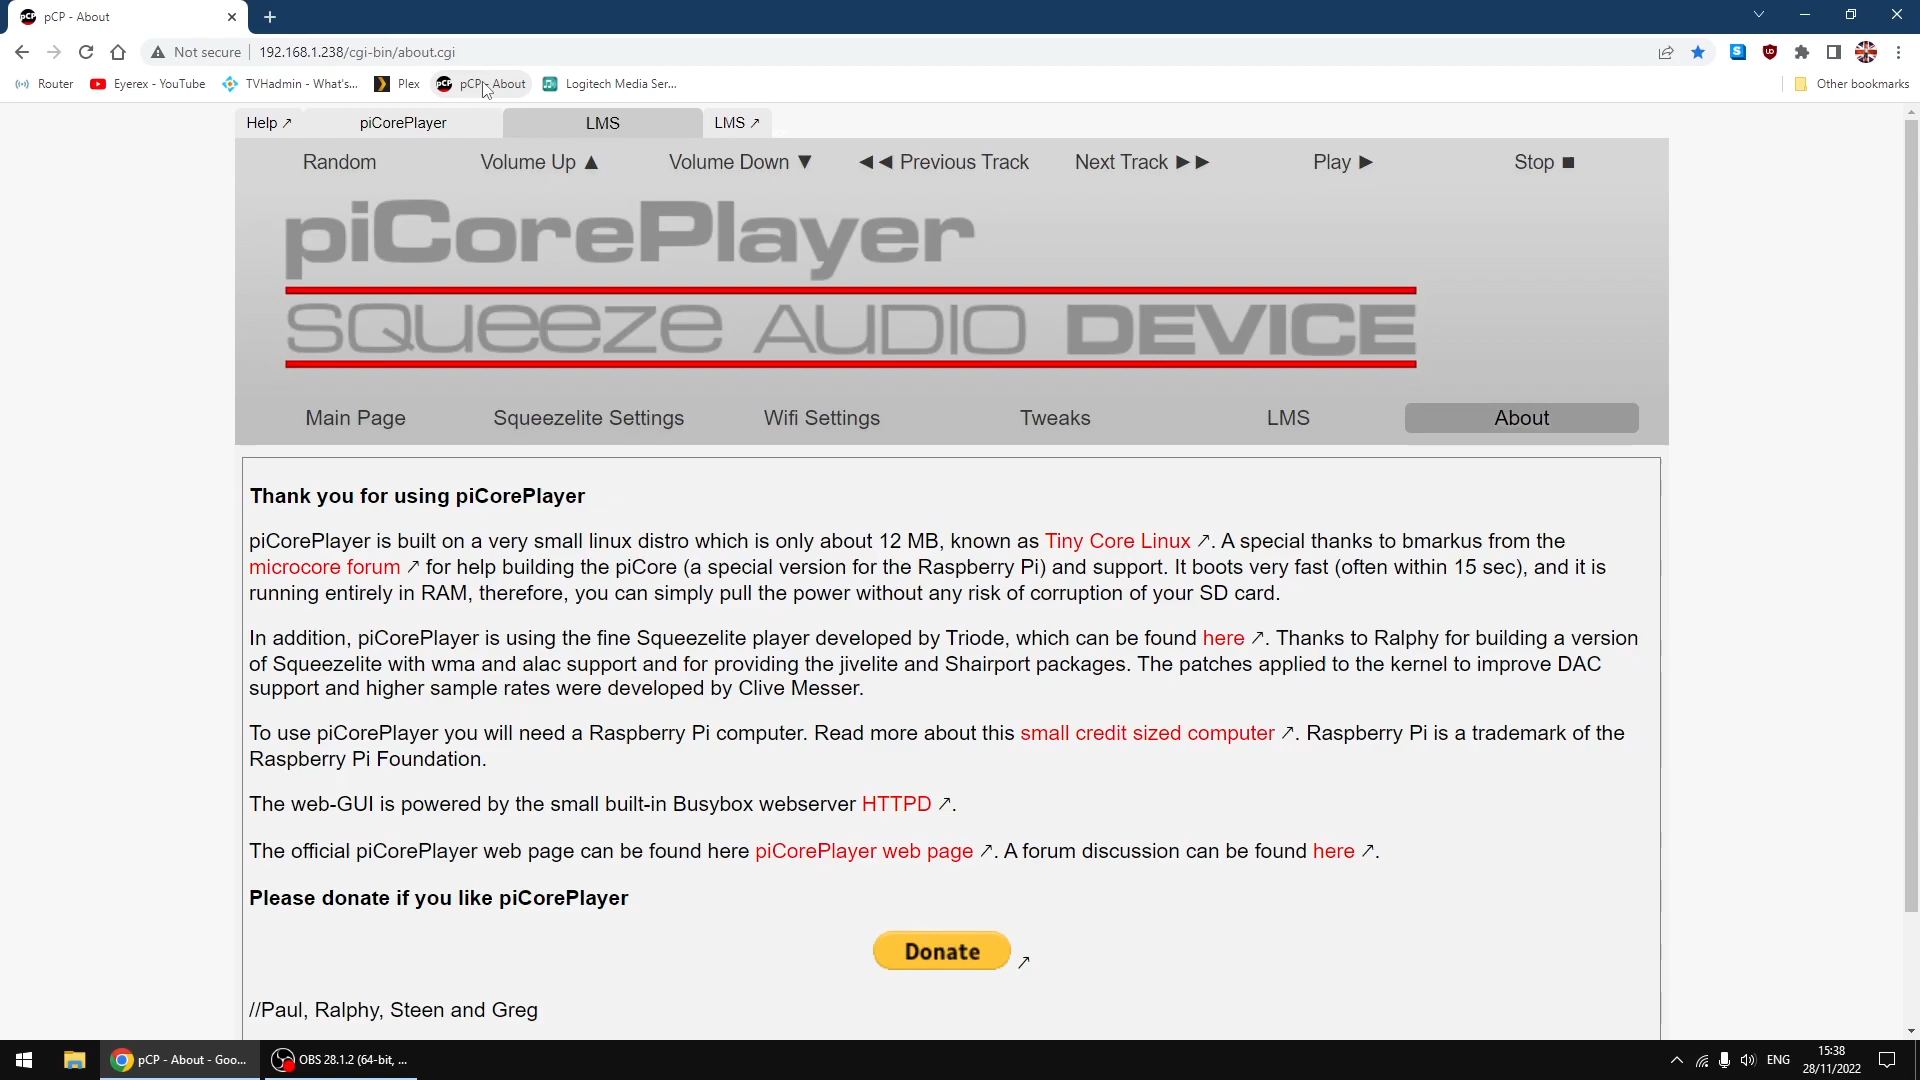 pCP - About
Not secure
192.168.1.238/cgi-bin/about.cgi
Router
Eyerex - YouTube
TVHadmin - What's...
Plex
pCP - About
Logitech Media Ser...
Other bookmarks
Help ↗
piCorePlayer
LMS
LMS ↗
Random
Volume Up ▲
Volume Down ▼
◄◄ Previous Track
Next Track ►►
Play ►
Stop ■
piCorePlayer
SQUEEZE AUDIO DEVICE
Main Page
Squeezelite Settings
Wifi Settings
Tweaks
LMS
About
Thank you for using piCorePlayer
piCorePlayer is built on a very small linux distro which is only about 12 MB, known as Tiny Core Linux ↗. A special thanks to bmarkus from the
microcore forum ↗ for help building the piCore (a special version for the Raspberry Pi) and support. It boots very fast (often within 15 sec), and it is
running entirely in RAM, therefore, you can simply pull the power without any risk of corruption of your SD card.
In addition, piCorePlayer is using the fine Squeezelite player developed by Triode, which can be found here ↗. Thanks to Ralphy for building a version
of Squeezelite with wma and alac support and for providing the jivelite and Shairport packages. The patches applied to the kernel to improve DAC
support and higher sample rates were developed by Clive Messer.
To use piCorePlayer you will need a Raspberry Pi computer. Read more about this small credit sized computer ↗. Raspberry Pi is a trademark of the
Raspberry Pi Foundation.
The web-GUI is powered by the small built-in Busybox webserver HTTPD ↗.
The official piCorePlayer web page can be found here piCorePlayer web page ↗. A forum discussion can be found here ↗.
Please donate if you like piCorePlayer
Donate ↗
//Paul, Ralphy, Steen and Greg
pCP - About - Goo...
OBS 28.1.2 (64-bit, ...
ENG
15:38
28/11/2022